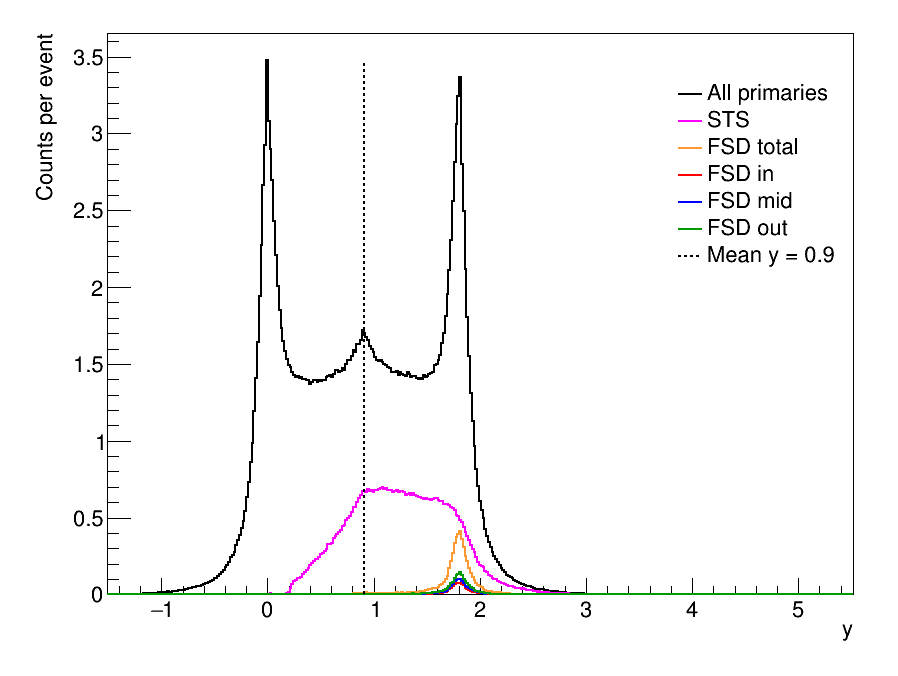 Counts per event
3.5
3
2.5
2
1.5
1
0.5
0
−1
0
1
2
3
4
5
y
All primaries
STS
FSD total
FSD in
FSD mid
FSD out
Mean y = 0.9